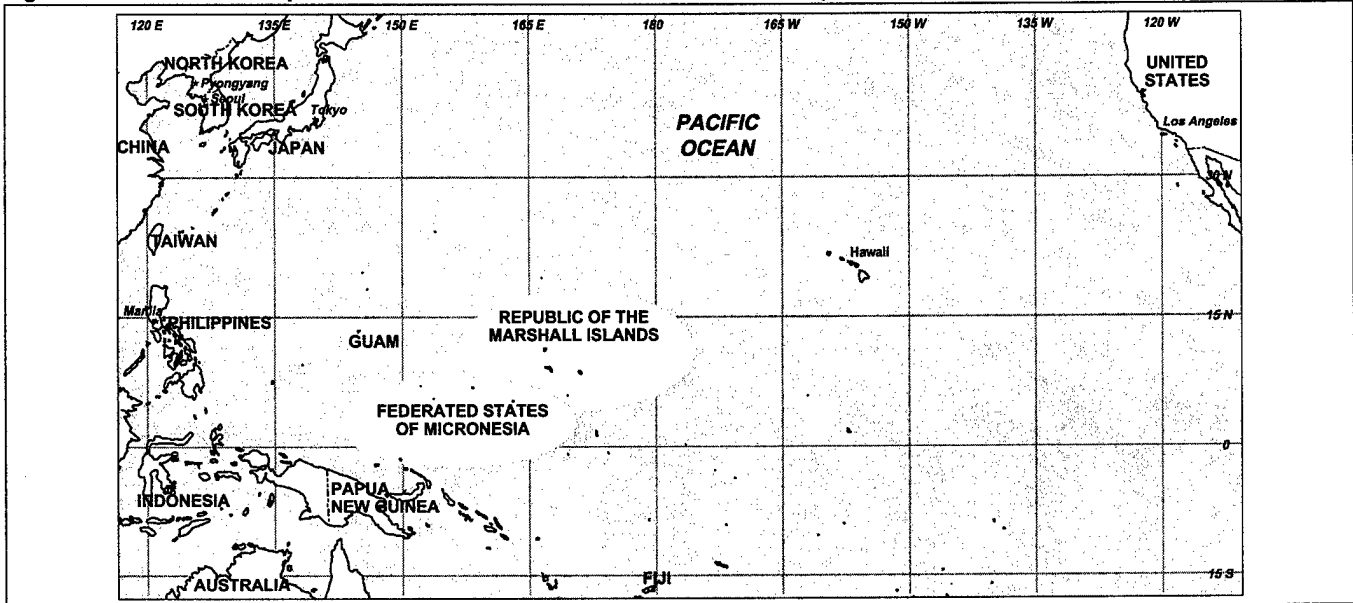 120 E
135 E
150 E
165 E
180
165 W
150 W
135 W
120 W
NORTH KOREA
Pyongyang
Seoul
SOUTH KOREA
Tokyo
CHINA
JAPAN
PACIFIC
OCEAN
UNITED
STATES
Los Angeles
30 N
TAIWAN
Hawaii
Manila
PHILIPPINES
GUAM
REPUBLIC OF THE
MARSHALL ISLANDS
15 N
FEDERATED STATES
OF MICRONESIA
0
INDONESIA
PAPUA
NEW GUINEA
AUSTRALIA
FIJI
15 S